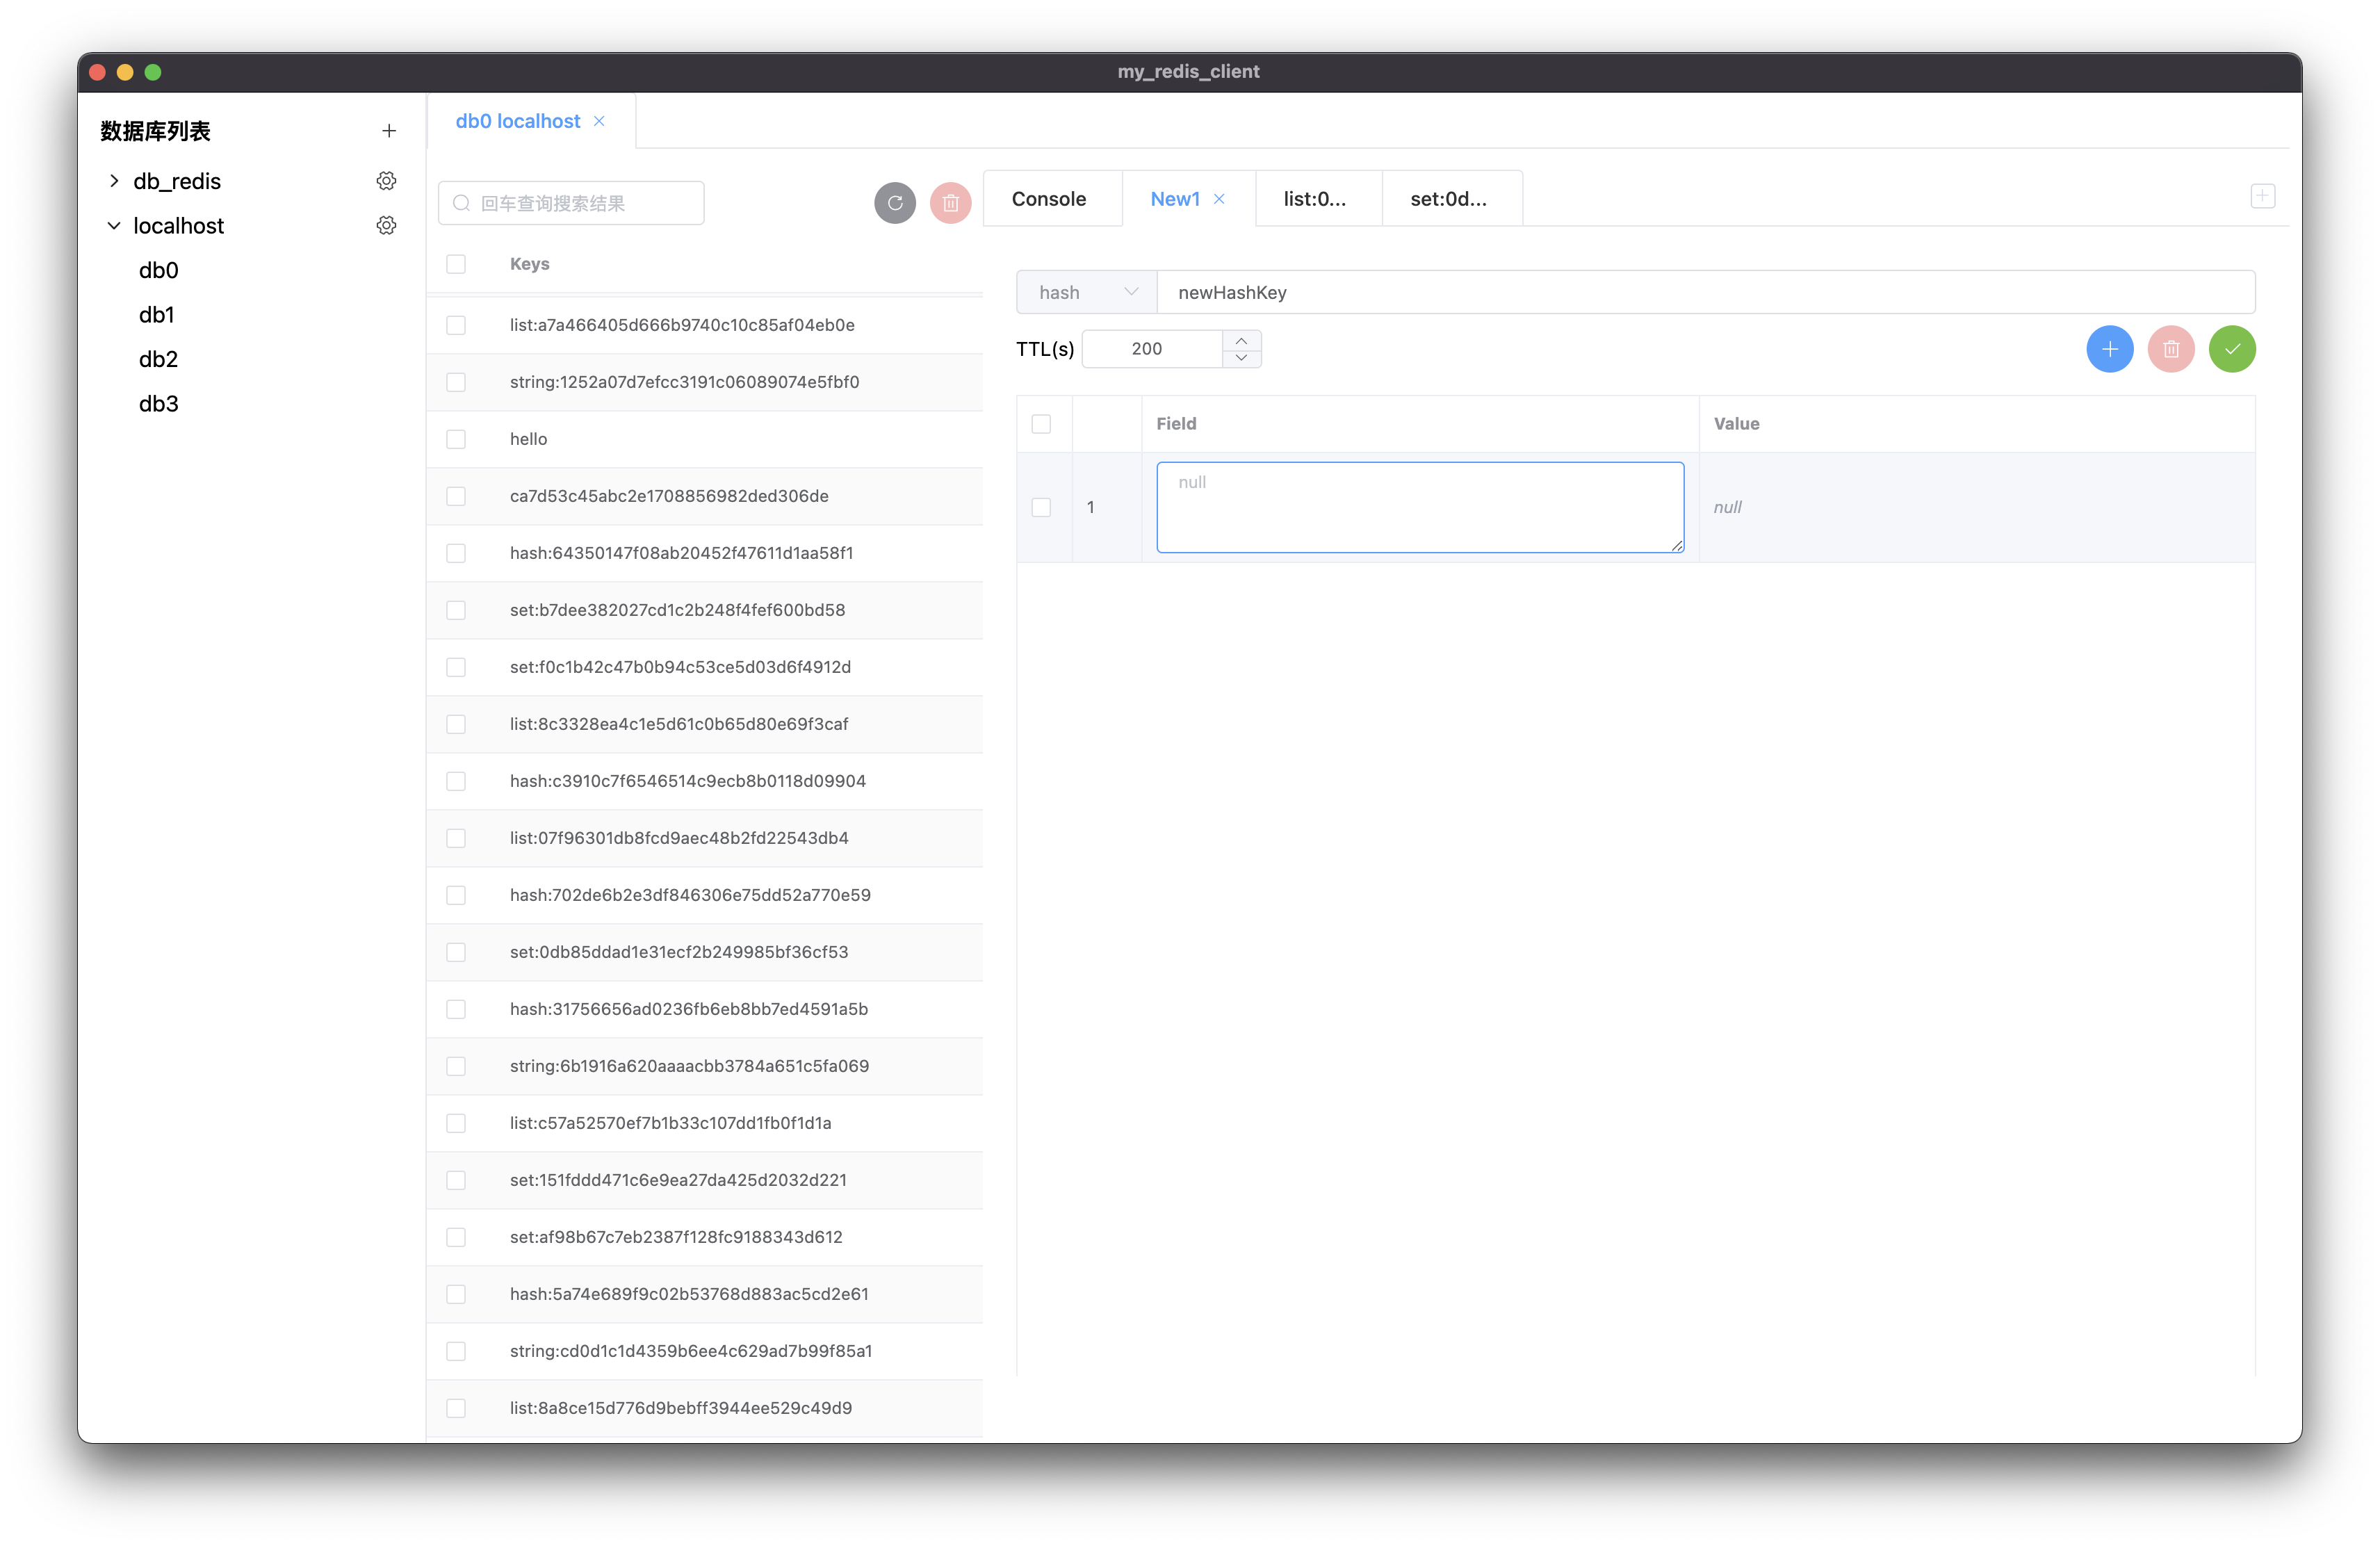 my_redis_client
数据库列表
db_redis
localhost
db0
db1
db2
db3
db0 localhost
回车查询搜索结果
Keys
list:a7a466405d666b9740c10c85af04eb0e
string:1252a07d7efcc3191c06089074e5fbf0
hello
ca7d53c45abc2e1708856982ded306de
hash:64350147f08ab20452f47611d1aa58f1
set:b7dee382027cd1c2b248f4fef600bd58
set:f0c1b42c47b0b94c53ce5d03d6f4912d
list:8c3328ea4c1e5d61c0b65d80e69f3caf
hash:c3910c7f6546514c9ecb8b0118d09904
list:07f96301db8fcd9aec48b2fd22543db4
hash:702de6b2e3df846306e75dd52a770e59
set:0db85ddad1e31ecf2b249985bf36cf53
hash:31756656ad0236fb6eb8bb7ed4591a5b
string:6b1916a620aaaacbb3784a651c5fa069
list:c57a52570ef7b1b33c107dd1fb0f1d1a
set:151fddd471c6e9ea27da425d2032d221
set:af98b67c7eb2387f128fc9188343d612
hash:5a74e689f9c02b53768d883ac5cd2e61
string:cd0d1c1d4359b6ee4c629ad7b99f85a1
list:8a8ce15d776d9bebff3944ee529c49d9
Console New1 list:0... set:0d...
hash newHashKey
TTL(s) 200
Field Value
1 null null